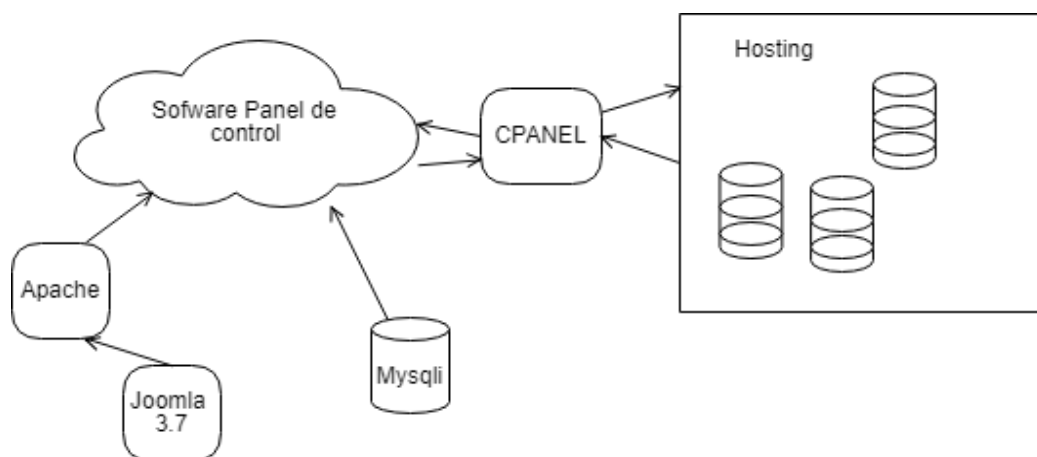 Hosting
Sofware Panel de
control
CPANEL
Apache
Mysqli
Joomla
3.7